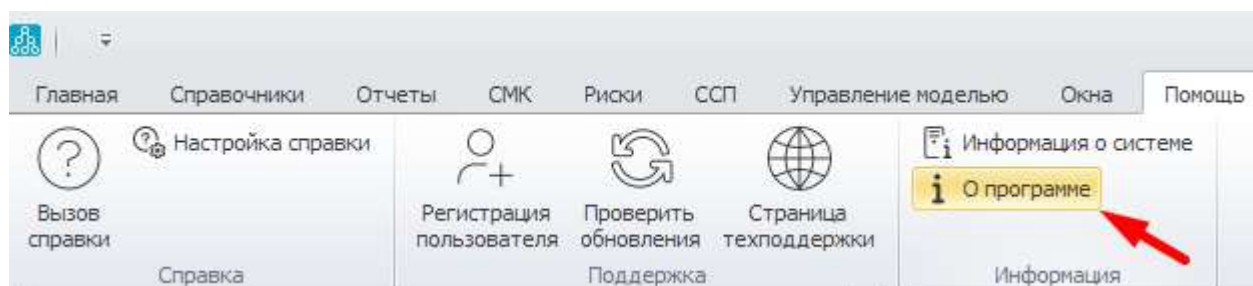 Главная Справочники Отчеты СМК Риски ССП Управление моделью Окна Помощь
Настройка справки
Информация о системе
О программе
Вызов справки
Регистрация пользователя
Проверить обновления
Страница техподдержки
Справка Поддержка Информация